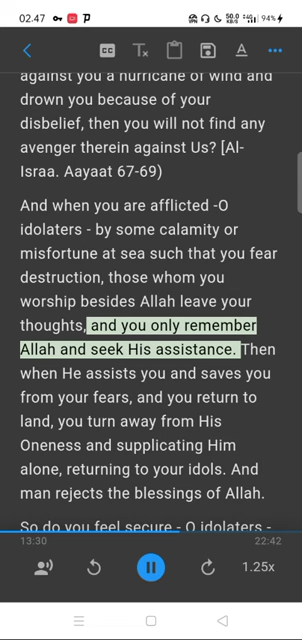 02.47
50.0
KB/S
94%
CC
A
against you a hurricane of wind and
drown you because of your
disbelief, then you will not find any
avenger therein against Us? [Al-
Israa. Aayaat 67-69)
And when you are afflicted -O
idolaters - by some calamity or
misfortune at sea such that you fear
destruction, those whom you
worship besides Allah leave your
thoughts, and you only remember
Allah and seek His assistance. Then
when He assists you and saves you
from your fears, and you return to
land, you turn away from His
Oneness and supplicating Him
alone, returning to your idols. And
man rejects the blessings of Allah.
So do you feel secure - O idolaters -
13:30
22:42
1.25x